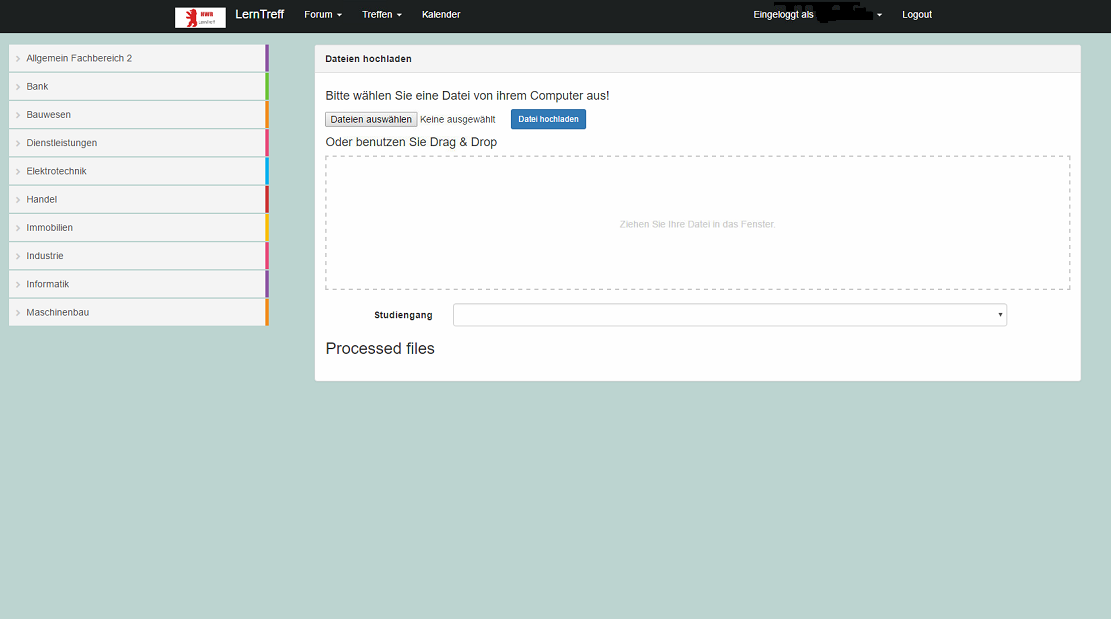 HWR
LernTreff
LernTreff
Forum
Treffen
Kalender
Eingeloggt als
Logout
Allgemein Fachbereich 2
Bank
Bauwesen
Dienstleistungen
Elektrotechnik
Handel
Immobilien
Industrie
Informatik
Maschinenbau
Dateien hochladen
Bitte wählen Sie eine Datei von ihrem Computer aus!
Dateien auswählen Keine ausgewählt Datei hochladen
Oder benutzen Sie Drag & Drop
Ziehen Sie Ihre Datei in das Fenster.
Studiengang
Processed files